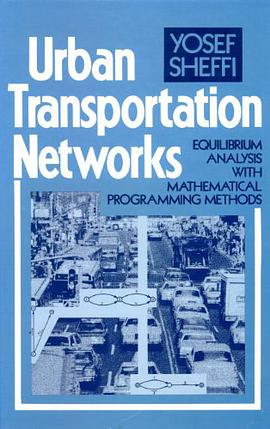 Urban
Transportation
Networks
YOSEF
SHEFFI
EQUILIBRIUM
ANALYSIS
WITH
MATHEMATICAL
PROGRAMMING METHODS